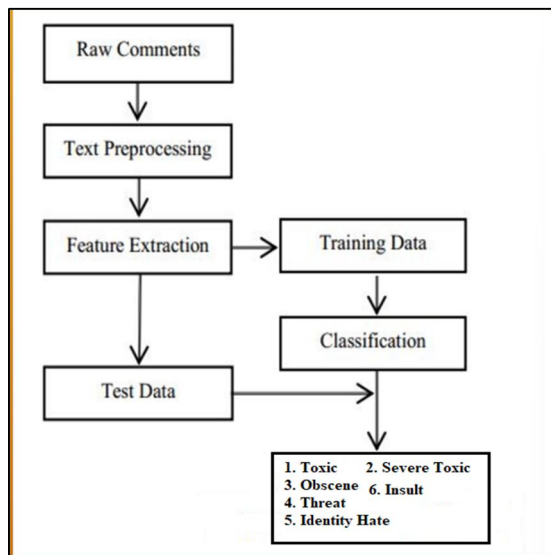 Raw Comments
Text Preprocessing
Feature Extraction
Training Data
Classification
Test Data
1. Toxic 2. Severe Toxic
3. Obscene 6. Insult
4. Threat
5. Identity Hate